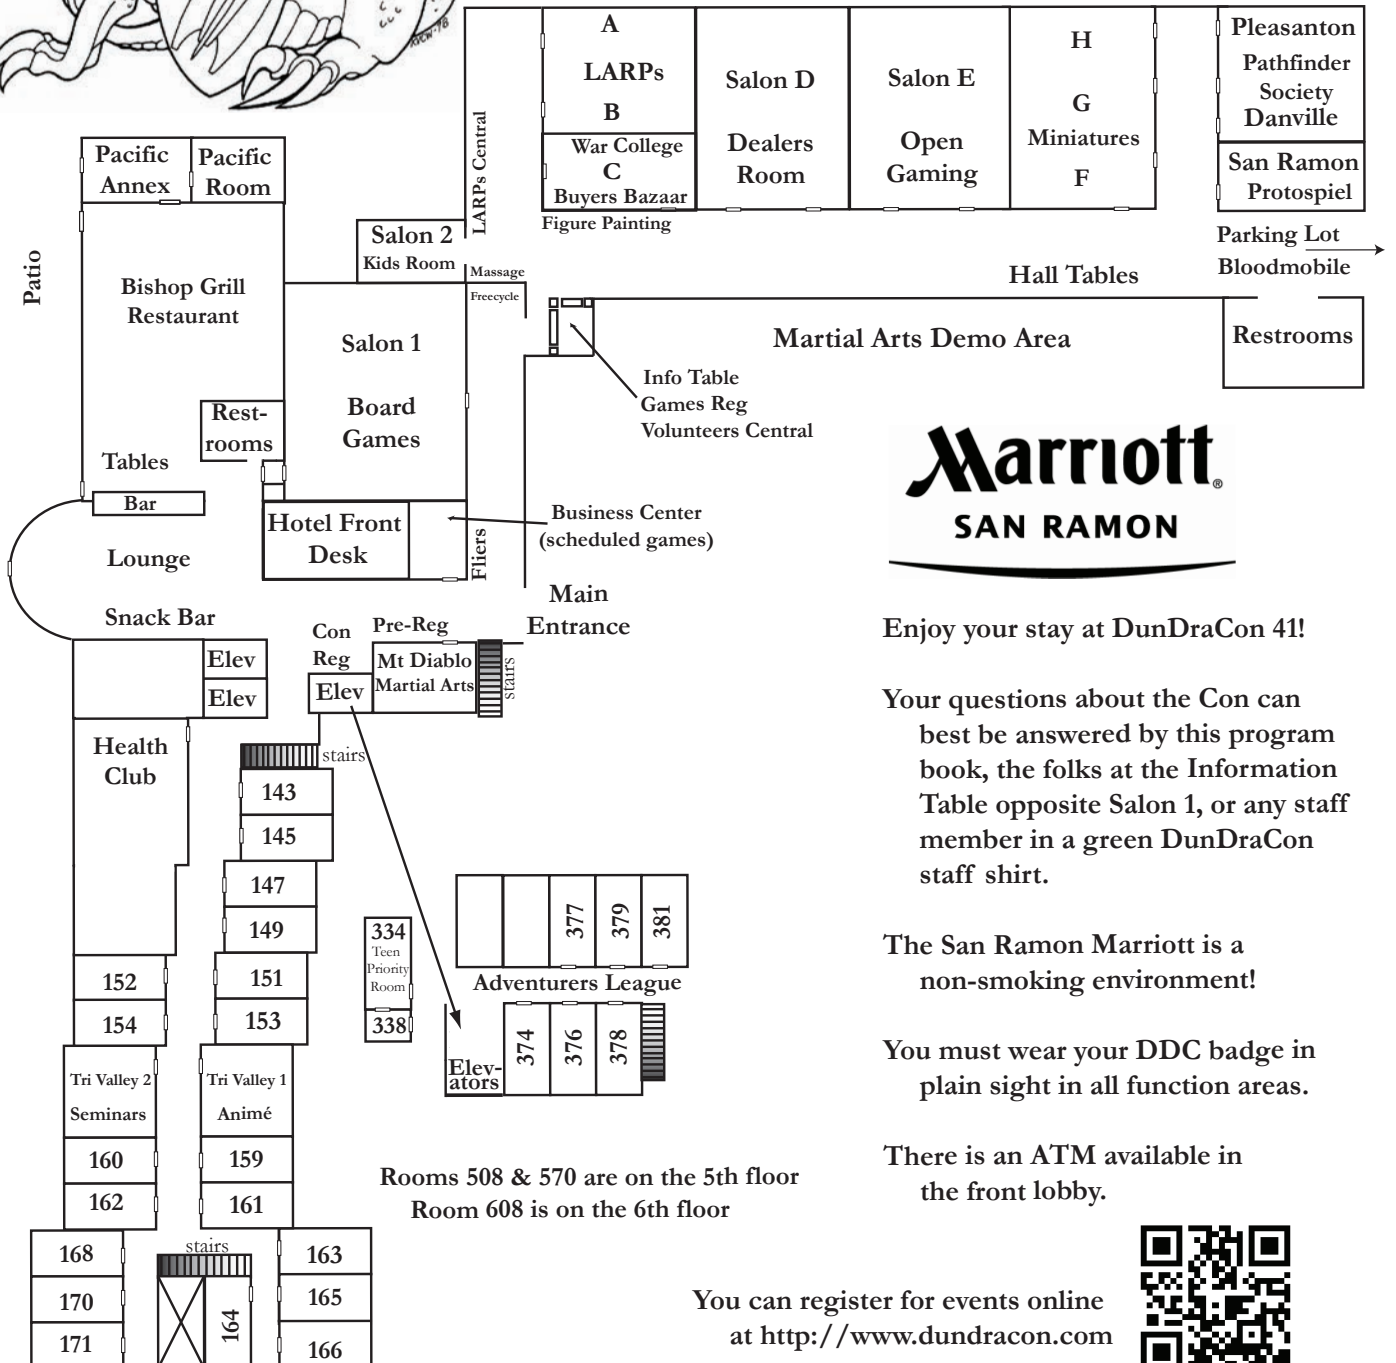 A
LARPs
B
War College
C
Buyers Bazaar
Figure Painting
Salon D
Dealers
Room
Salon E
Open
Gaming
H
G
Miniatures
F
Pleasanton
Pathfinder
Society
Danville
San Ramon
Protospiel
Parking Lot
Bloodmobile
LARPs Central
Pacific
Annex
Pacific
Room
Patio
Bishop Grill
Restaurant
Salon 2
Kids Room
Massage
Freecycle
Hall Tables
Martial Arts Demo Area
Restrooms
Salon 1
Board
Games
Info Table
Games Reg
Volunteers Central
Rest-
rooms
Tables
Bar
Lounge
Snack Bar
Hotel Front
Desk
Business Center
(scheduled games)
Fliers
Main
Entrance
Marriott®
SAN RAMON
Con
Reg
Pre-Reg
Elev
Elev
Elev
Mt Diablo
Martial Arts
stairs
Health
Club
stairs
143
145
147
149
151
153
152
154
Tri Valley 2
Seminars
Tri Valley 1
Animé
160
162
159
161
168
170
171
stairs
164
163
165
166
334
Teen
Priority
Room
338
377
379
381
Adventurers League
Elev-
ators
374
376
378
Rooms 508 & 570 are on the 5th floor
Room 608 is on the 6th floor
Enjoy your stay at DunDraCon 41!
Your questions about the Con can
best be answered by this program
book, the folks at the Information
Table opposite Salon 1, or any staff
member in a green DunDraCon
staff shirt.
The San Ramon Marriott is a
non-smoking environment!
You must wear your DDC badge in
plain sight in all function areas.
There is an ATM available in
the front lobby.
You can register for events online
at http://www.dundracon.com